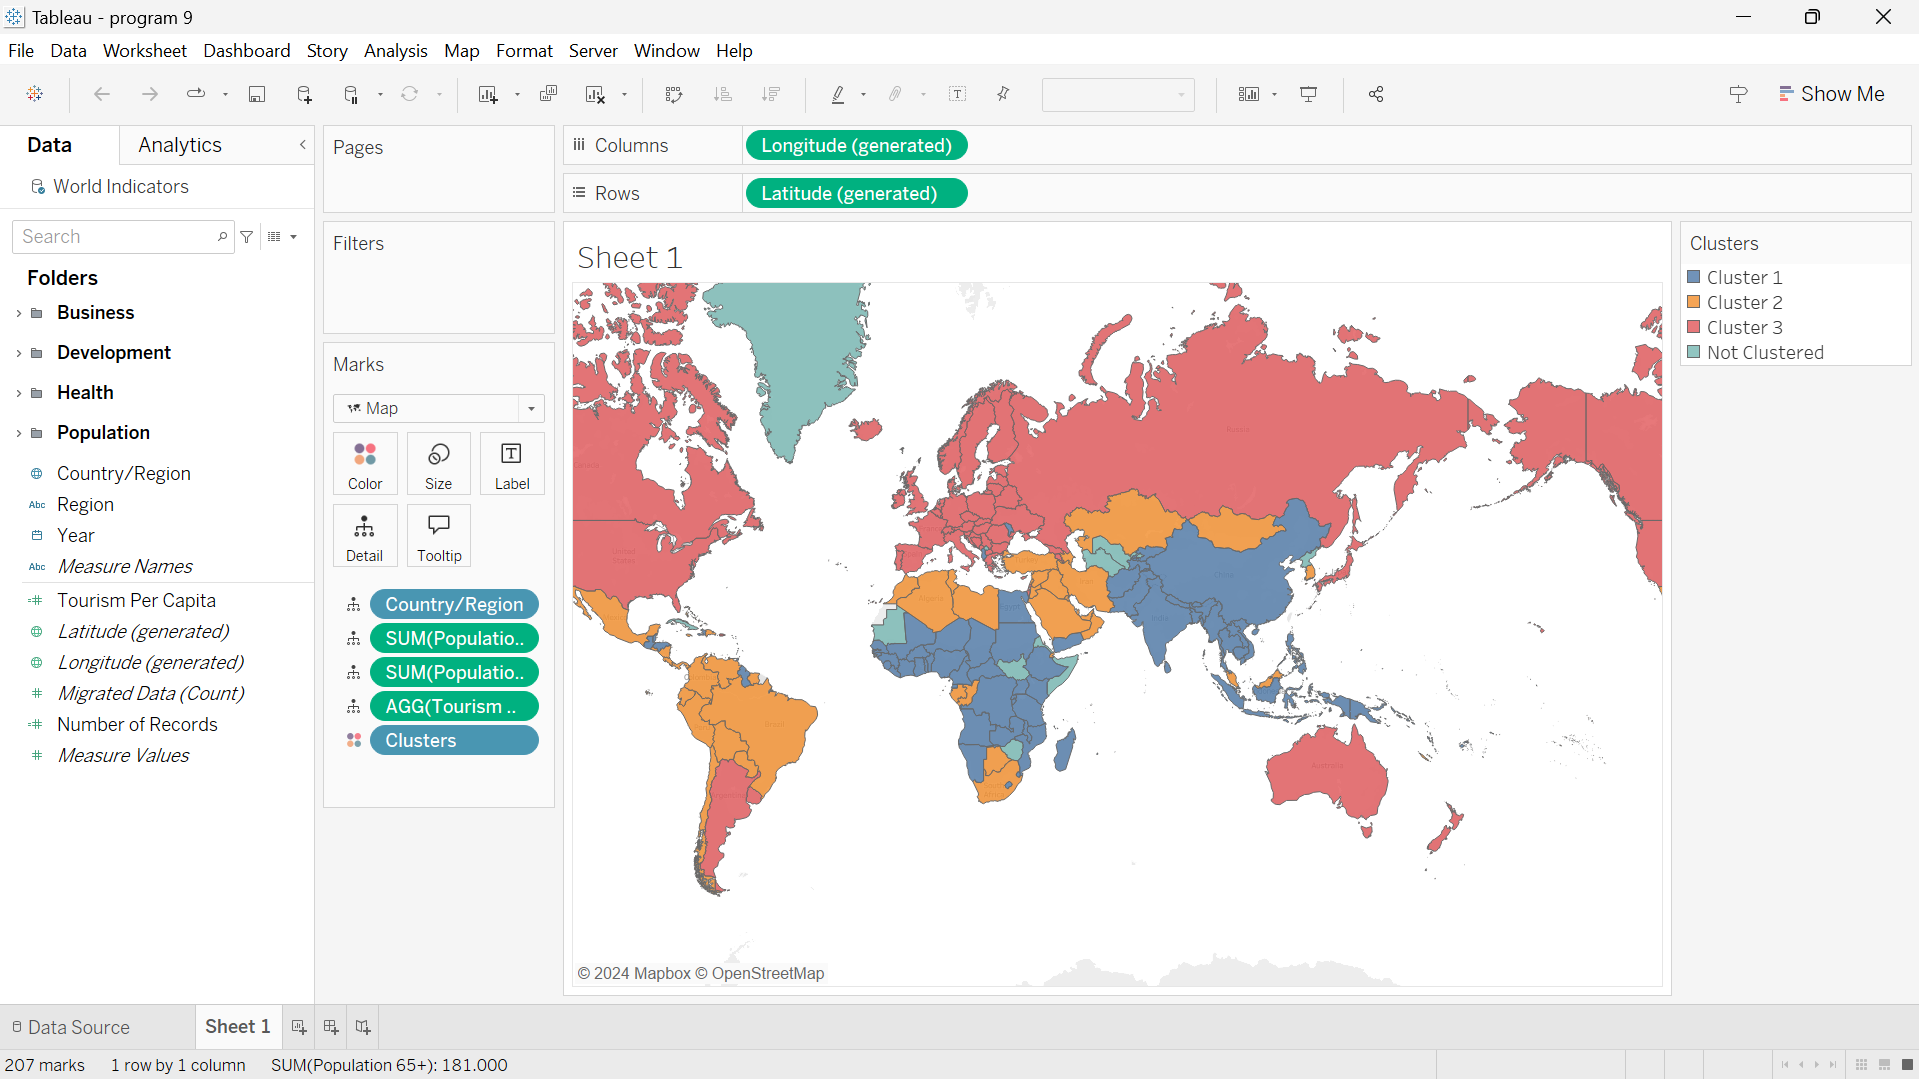 Tableau - program 9
File Data Worksheet Dashboard Story Analysis Map Format Server Window Help
Show Me
Data Analytics
World Indicators
Search
Folders
Business
Development
Health
Population
Country/Region
Abc Region
Year
Abc Measure Names
Tourism Per Capita
Latitude (generated)
Longitude (generated)
Migrated Data (Count)
Number of Records
Measure Values
Pages
Filters
Marks
Map
Color Size Label
Detail Tooltip
Country/Region
SUM(Populatio..
SUM(Populatio..
AGG(Tourism ..
Clusters
Columns Longitude (generated)
Rows Latitude (generated)
Sheet 1
© 2024 Mapbox © OpenStreetMap
Clusters
Cluster 1
Cluster 2
Cluster 3
Not Clustered
Data Source Sheet 1
207 marks 1 row by 1 column SUM(Population 65+): 181.000